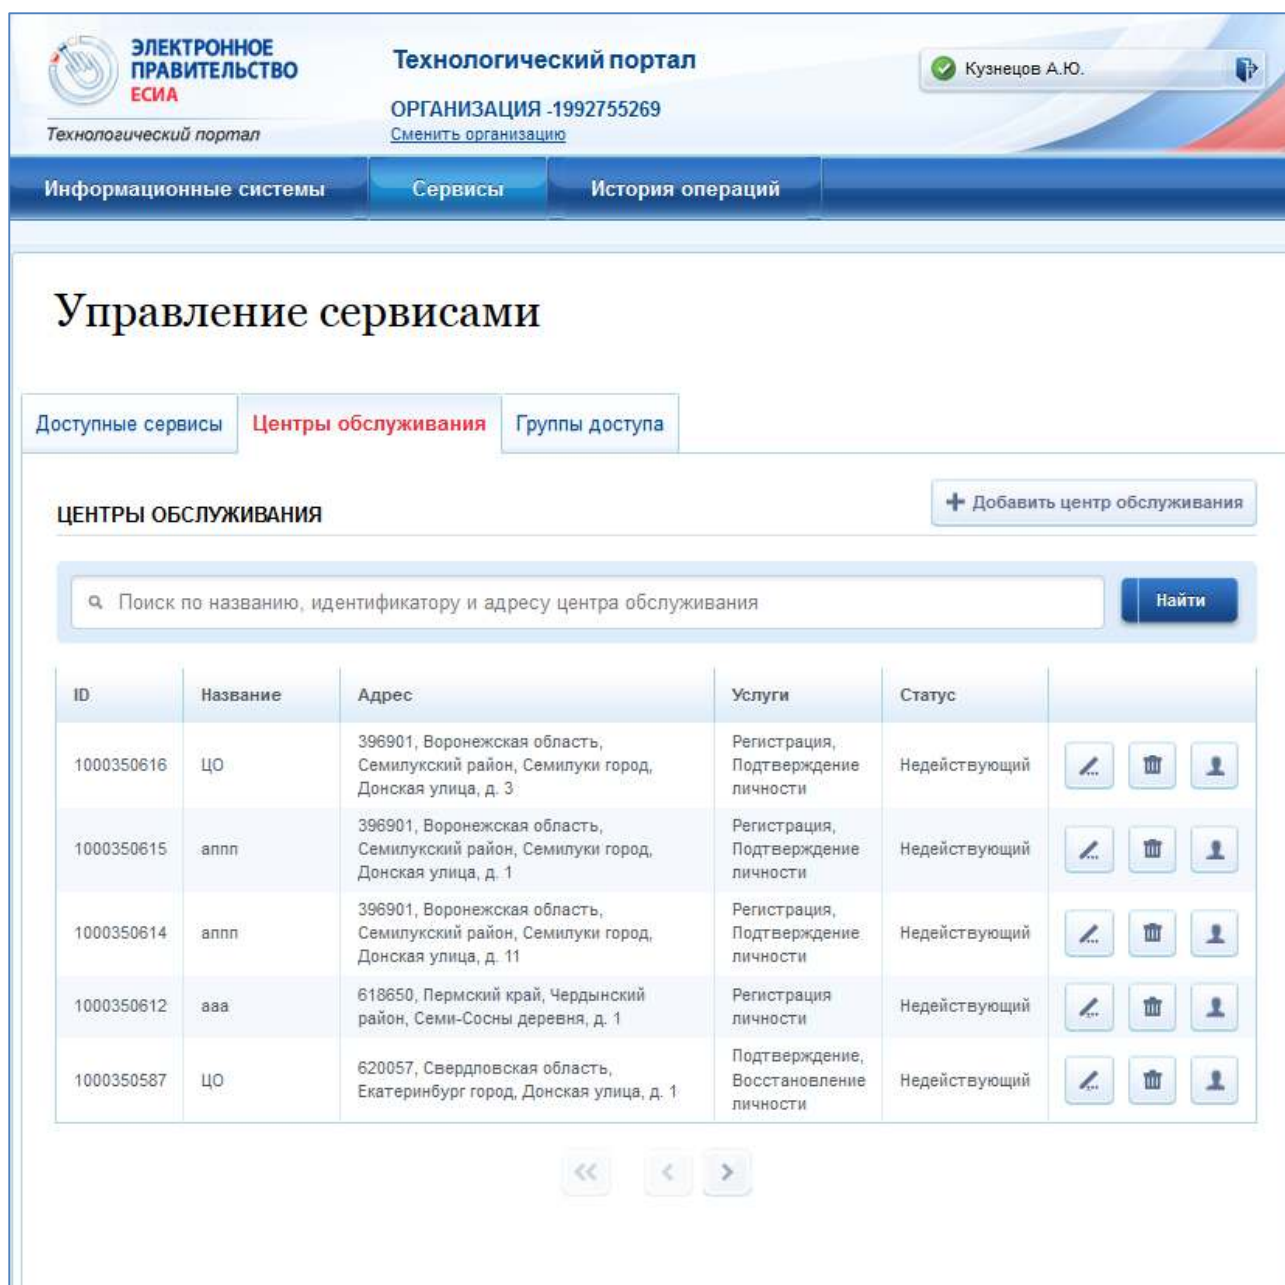 ЭЛЕКТРОННОЕ
ПРАВИТЕЛЬСТВО
ЕСИА
Технологический портал
Технологический портал
ОРГАНИЗАЦИЯ -1992755269
Сменить организацию
Кузнецов А.Ю.
Информационные системы Сервисы История операций
Управление сервисами
Доступные сервисы Центры обслуживания Группы доступа
ЦЕНТРЫ ОБСЛУЖИВАНИЯ
Добавить центр обслуживания
Поиск по названию, идентификатору и адресу центра обслуживания
Найти
ID Название Адрес Услуги Статус
1000350616 ЦО
396901, Воронежская область,
Семилукский район, Семилуки город,
Донская улица, д. 3
Регистрация,
Подтверждение
личности
Недействующий
1000350615 аппп
396901, Воронежская область,
Семилукский район, Семилуки город,
Донская улица, д. 1
Регистрация,
Подтверждение
личности
Недействующий
1000350614 аппп
396901, Воронежская область,
Семилукский район, Семилуки город,
Донская улица, д. 11
Регистрация,
Подтверждение
личности
Недействующий
1000350612 ааа
618650, Пермский край, Чердынский
район, Семи-Сосны деревня, д. 1
Регистрация
личности
Недействующий
1000350587 ЦО
620057, Свердловская область,
Екатеринбург город, Донская улица, д. 1
Подтверждение,
Восстановление
личности
Недействующий